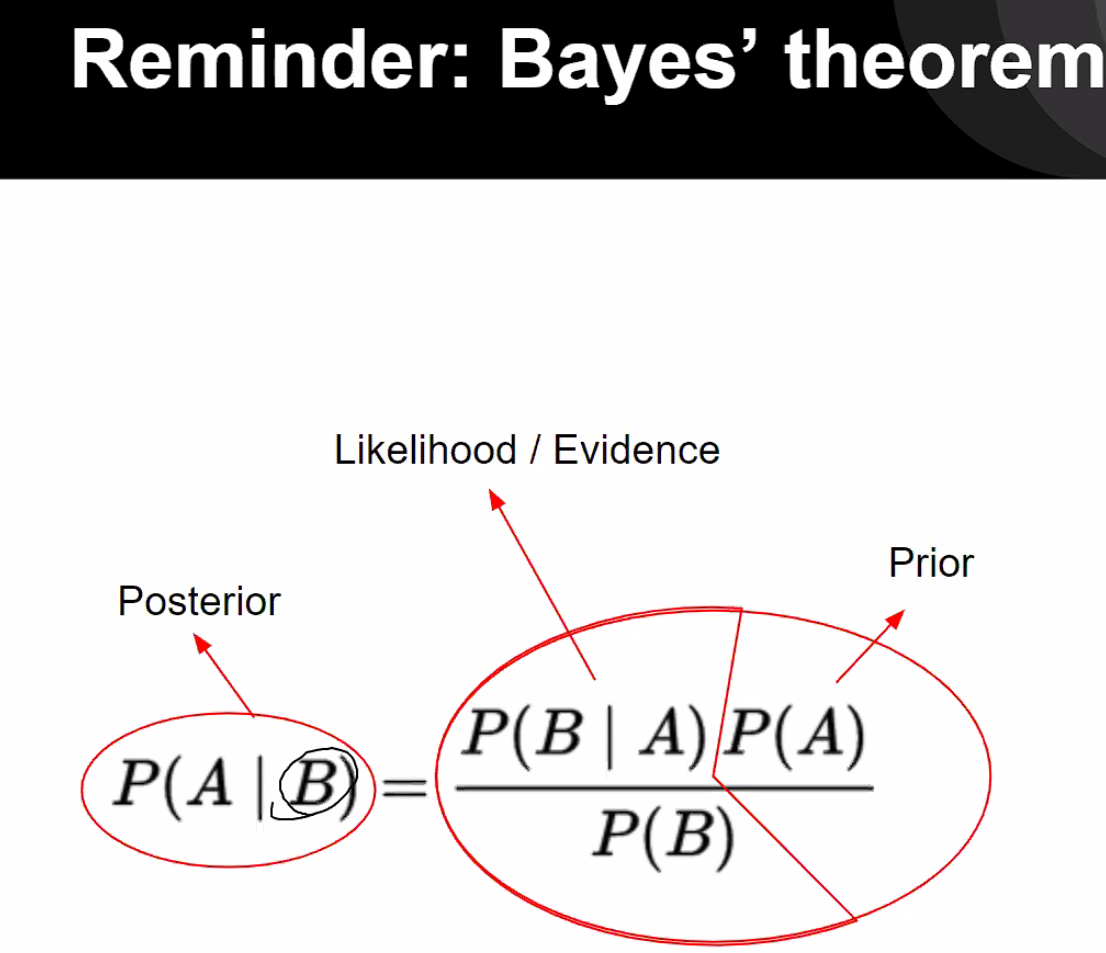 Reminder: Bayes’ theorem
Likelihood / Evidence
Prior
Posterior
P(A | B) = P(B | A) P(A)
P(B)